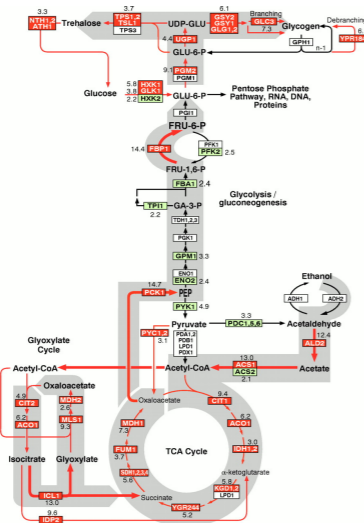 3.3
3.7
6.1
Branching
Debranching
NTH1,2
ATH1
Trehalose
TPS1,2
TSL1
TPS3
UDP-GLU
GSY2
GSY1
GLG1,2
GLC3
7.3
Glycogen
GPH1
n-1
6.
YPR184
4.4
UGP1
GLU-6-P
9.1
PGM2
PGM1
Glucose
5.8
3.8
2.2
HXK1
GLK1
HXK2
GLU-6-P
Pentose Phosphate
Pathway, RNA, DNA,
Proteins
PGI1
FRU-6-P
14.4
FBP1
PFK1
PFK2
2.5
FRU-1,6-P
FBA1
2.4
Glycolysis /
gluconeogenesis
TPI1
2.2
GA-3-P
TDH1,2,3
PGK1
GPM1
3.3
ENO1
ENO2
2.4
14.7
PCK1
PEP
PYK1
4.9
Ethanol
ADH1
ADH2
Pyruvate
3.3
PDC1,5,6
Acetaldehyde
12.4
ALD2
PYC1,2
3.1
PDA1,2
PDB1
LPD1
PDX1
Glyoxylate
Cycle
Acetyl-CoA
Acetyl-CoA
13.0
ACS1
ACS2
2.1
Acetate
Oxaloacetate
4.9
CIT2
MDH2
2.6
6.2
ACO1
MLS1
9.3
Isocitrate
Glyoxylate
ICL1
13.0
9.6
IDP2
Oxaloacetate
9.4
CIT1
MDH1
7.3
6.2
ACO1
FUM1
3.7
TCA Cycle
3.0
IDH1,2
SDH1,2,3,4
5.6
α-ketoglutarate
5.8
KGD1,2
LPD1
Succinate
YGR244
5.2